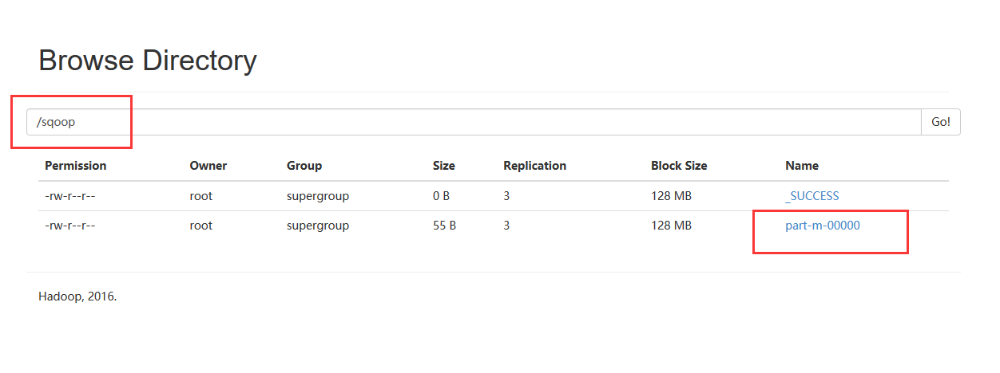 Browse Directory
/sqoop Go!
Permission Owner Group Size Replication Block Size Name
-rw-r--r-- root supergroup 0 B 3 128 MB _SUCCESS
-rw-r--r-- root supergroup 55 B 3 128 MB part-m-00000
Hadoop, 2016.